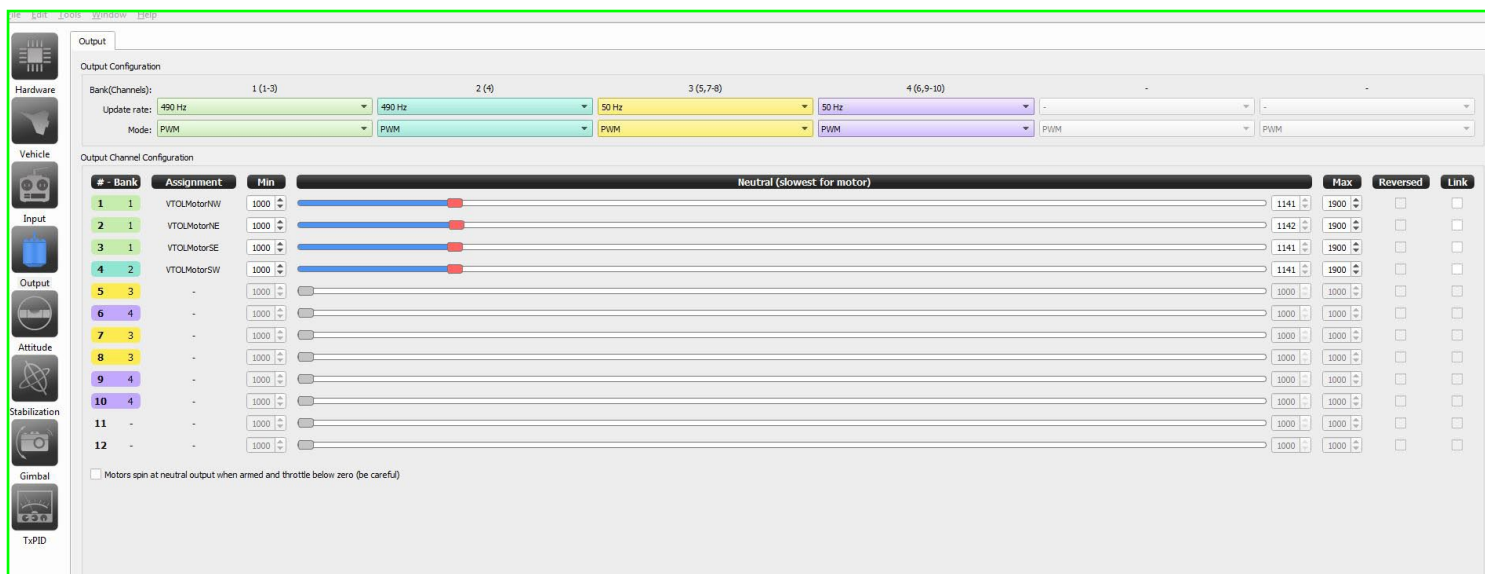 File Edit Tools Window Help
Output
Output Configuration
Hardware
Bank(Channels): 1 (1-3) 2 (4) 3 (5,7-8) 4 (6,9-10) - -
Update rate: 490 Hz 490 Hz 50 Hz 50 Hz - -
Mode: PWM PWM PWM PWM PWM PWM
Vehicle
Output Channel Configuration
# - Bank Assignment Min Neutral (slowest for motor) Max Reversed Link
1 1 VTOLMotorNW 1000 1141 1900
Input
2 1 VTOLMotorNE 1000 1142 1900
3 1 VTOLMotorSE 1000 1141 1900
4 2 VTOLMotorSW 1000 1141 1900
Output
5 3 - 1000 1000 1000
6 4 - 1000 1000 1000
7 3 - 1000 1000 1000
Attitude
8 3 - 1000 1000 1000
9 4 - 1000 1000 1000
10 4 - 1000 1000 1000
Stabilization
11 - - 1000 1000 1000
12 - - 1000 1000 1000
Motors spin at neutral output when armed and throttle below zero (be careful)
Gimbal
TxPID